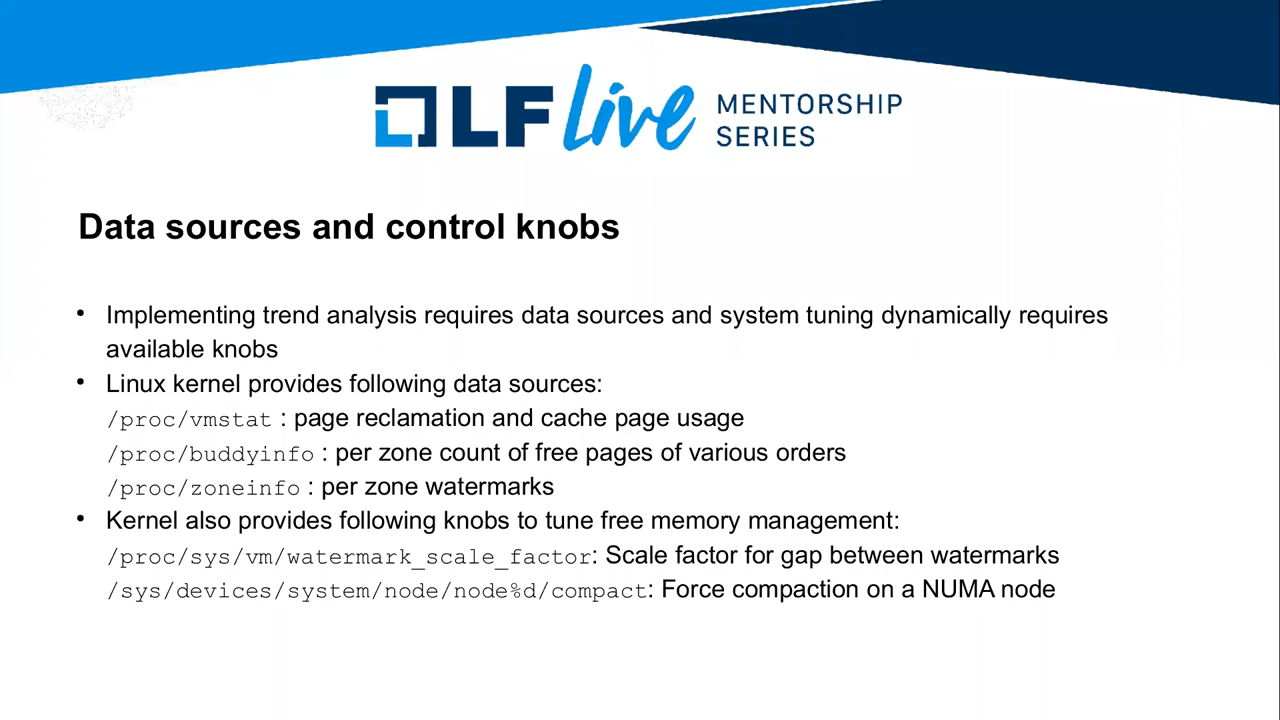 LF Live MENTORSHIP
SERIES
Data sources and control knobs
• Implementing trend analysis requires data sources and system tuning dynamically requires
available knobs
• Linux kernel provides following data sources:
/proc/vmstat : page reclamation and cache page usage
/proc/buddyinfo : per zone count of free pages of various orders
/proc/zoneinfo : per zone watermarks
• Kernel also provides following knobs to tune free memory management:
/proc/sys/vm/watermark_scale_factor: Scale factor for gap between watermarks
/sys/devices/system/node/node%d/compact: Force compaction on a NUMA node